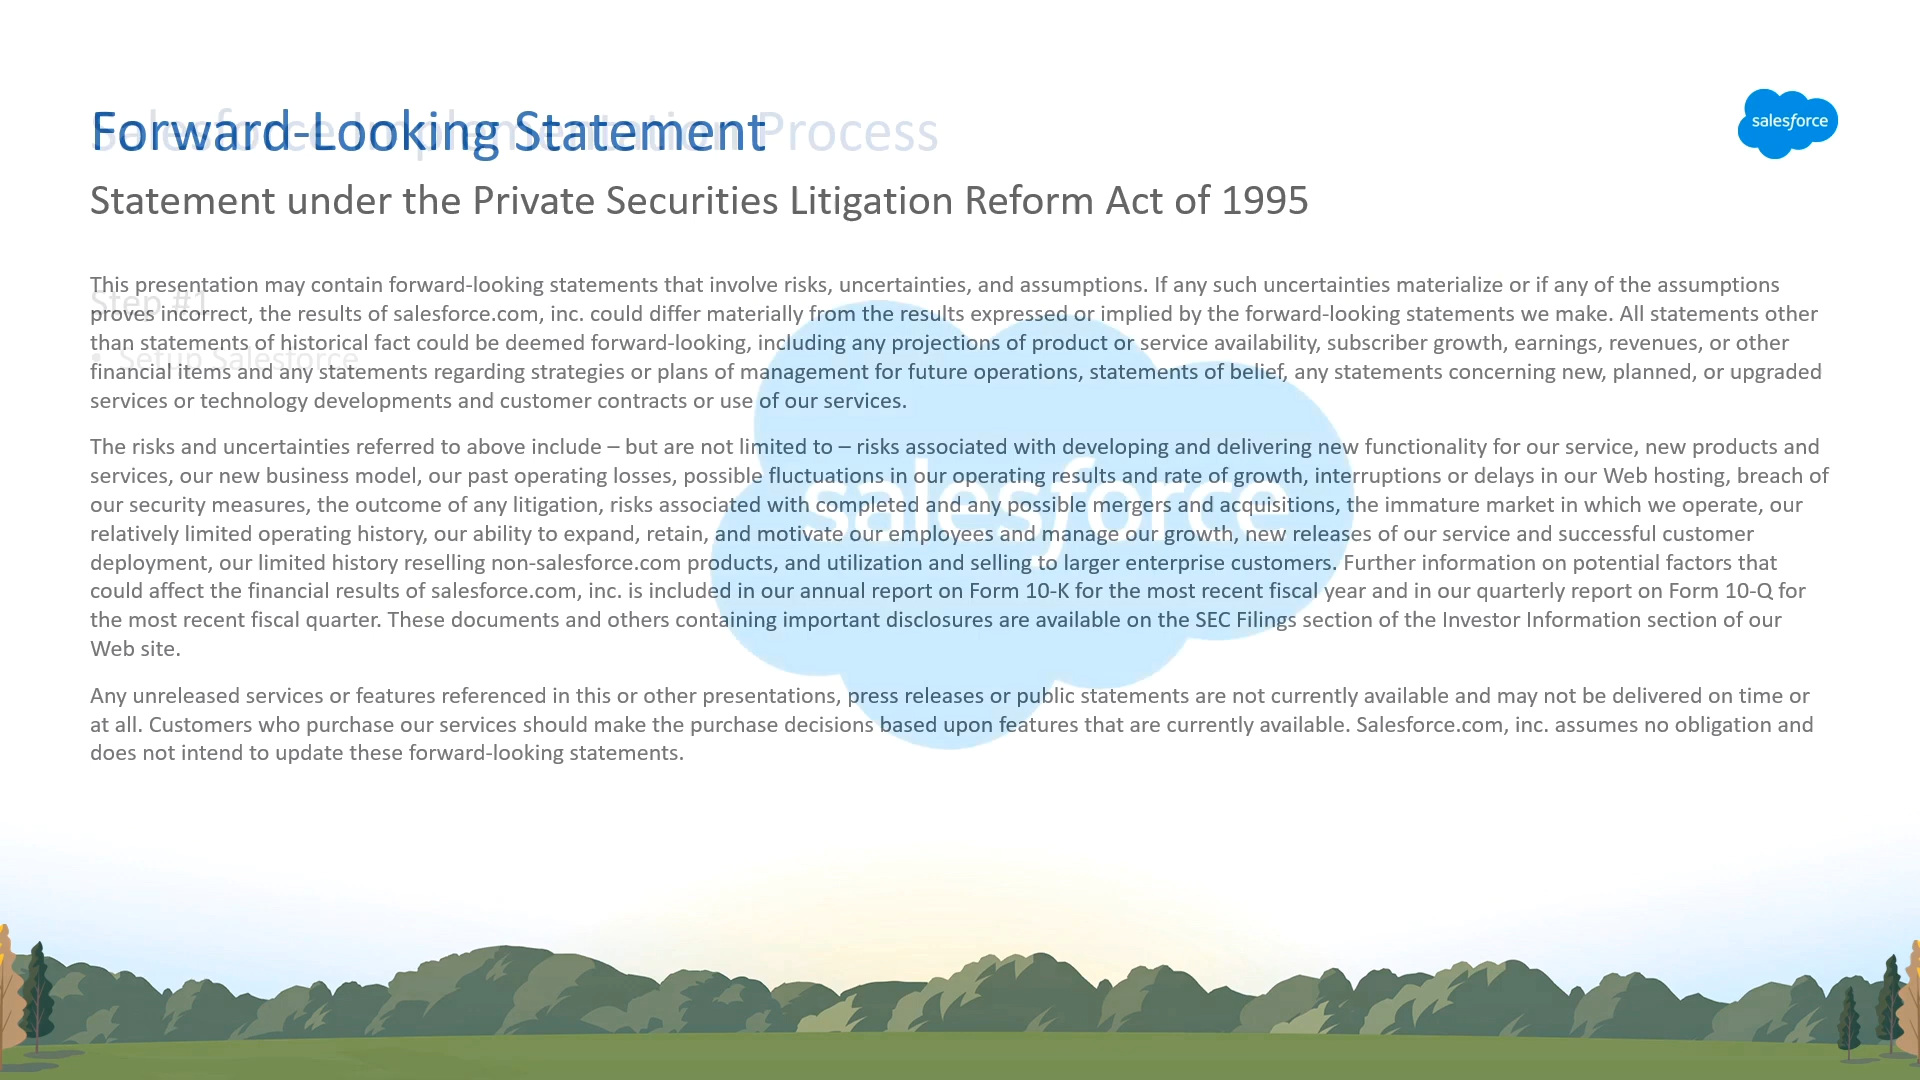 Forward-Looking Statement
Salesforce Implementation Process
salesforce
Statement under the Private Securities Litigation Reform Act of 1995
This presentation may contain forward-looking statements that involve risks, uncertainties, and assumptions. If any such uncertainties materialize or if any of the assumptions
proves incorrect, the results of salesforce.com, inc. could differ materially from the results expressed or implied by the forward-looking statements we make. All statements other
than statements of historical fact could be deemed forward-looking, including any projections of product or service availability, subscriber growth, earnings, revenues, or other
financial items and any statements regarding strategies or plans of management for future operations, statements of belief, any statements concerning new, planned, or upgraded
services or technology developments and customer contracts or use of our services.
Step #1
• Setup Salesforce
The risks and uncertainties referred to above include – but are not limited to – risks associated with developing and delivering new functionality for our service, new products and
services, our new business model, our past operating losses, possible fluctuations in our operating results and rate of growth, interruptions or delays in our Web hosting, breach of
our security measures, the outcome of any litigation, risks associated with completed and any possible mergers and acquisitions, the immature market in which we operate, our
relatively limited operating history, our ability to expand, retain, and motivate our employees and manage our growth, new releases of our service and successful customer
deployment, our limited history reselling non-salesforce.com products, and utilization and selling to larger enterprise customers. Further information on potential factors that
could affect the financial results of salesforce.com, inc. is included in our annual report on Form 10-K for the most recent fiscal year and in our quarterly report on Form 10-Q for
the most recent fiscal quarter. These documents and others containing important disclosures are available on the SEC Filings section of the Investor Information section of our
Web site.
salesforce
Any unreleased services or features referenced in this or other presentations, press releases or public statements are not currently available and may not be delivered on time or
at all. Customers who purchase our services should make the purchase decisions based upon features that are currently available. Salesforce.com, inc. assumes no obligation and
does not intend to update these forward-looking statements.